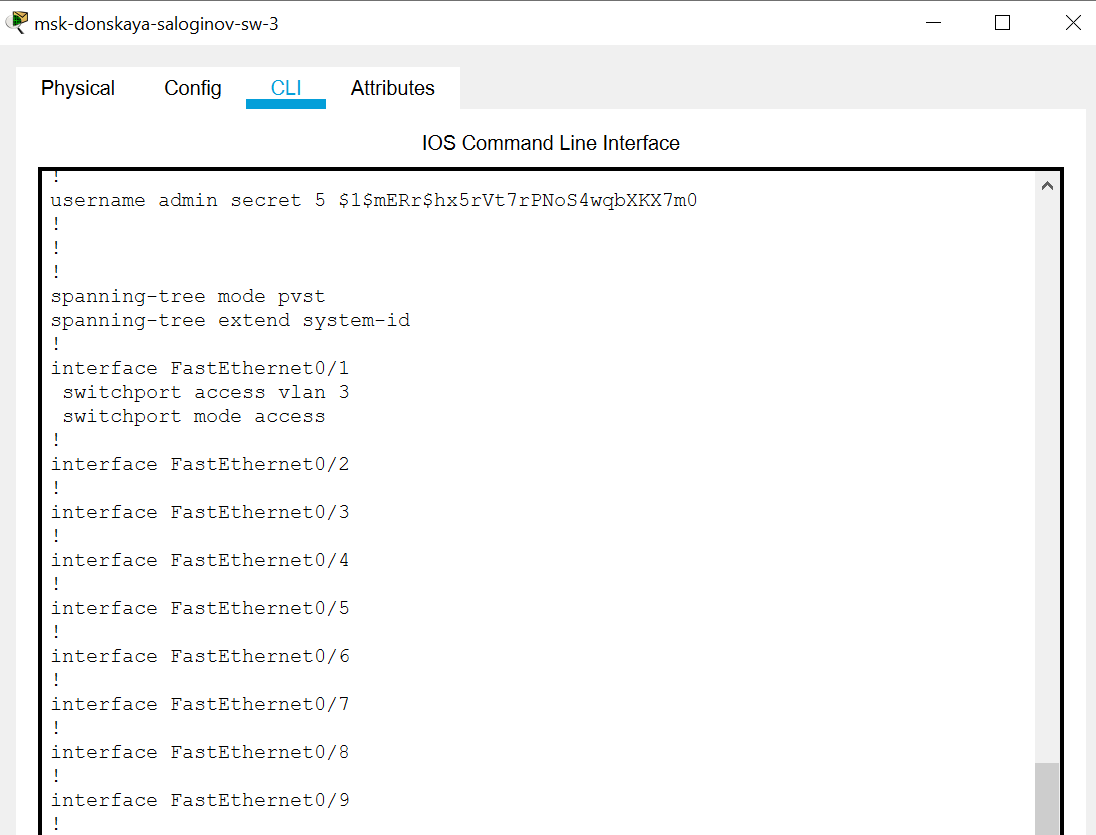 msk-donskaya-saloginov-sw-3
Physical Config CLI Attributes
IOS Command Line Interface
!
username admin secret 5 $1$mERr$hx5rVt7rPNoS4wqbXKX7m0
!
!
!
spanning-tree mode pvst
spanning-tree extend system-id
!
interface FastEthernet0/1
 switchport access vlan 3
 switchport mode access
!
interface FastEthernet0/2
!
interface FastEthernet0/3
!
interface FastEthernet0/4
!
interface FastEthernet0/5
!
interface FastEthernet0/6
!
interface FastEthernet0/7
!
interface FastEthernet0/8
!
interface FastEthernet0/9
!